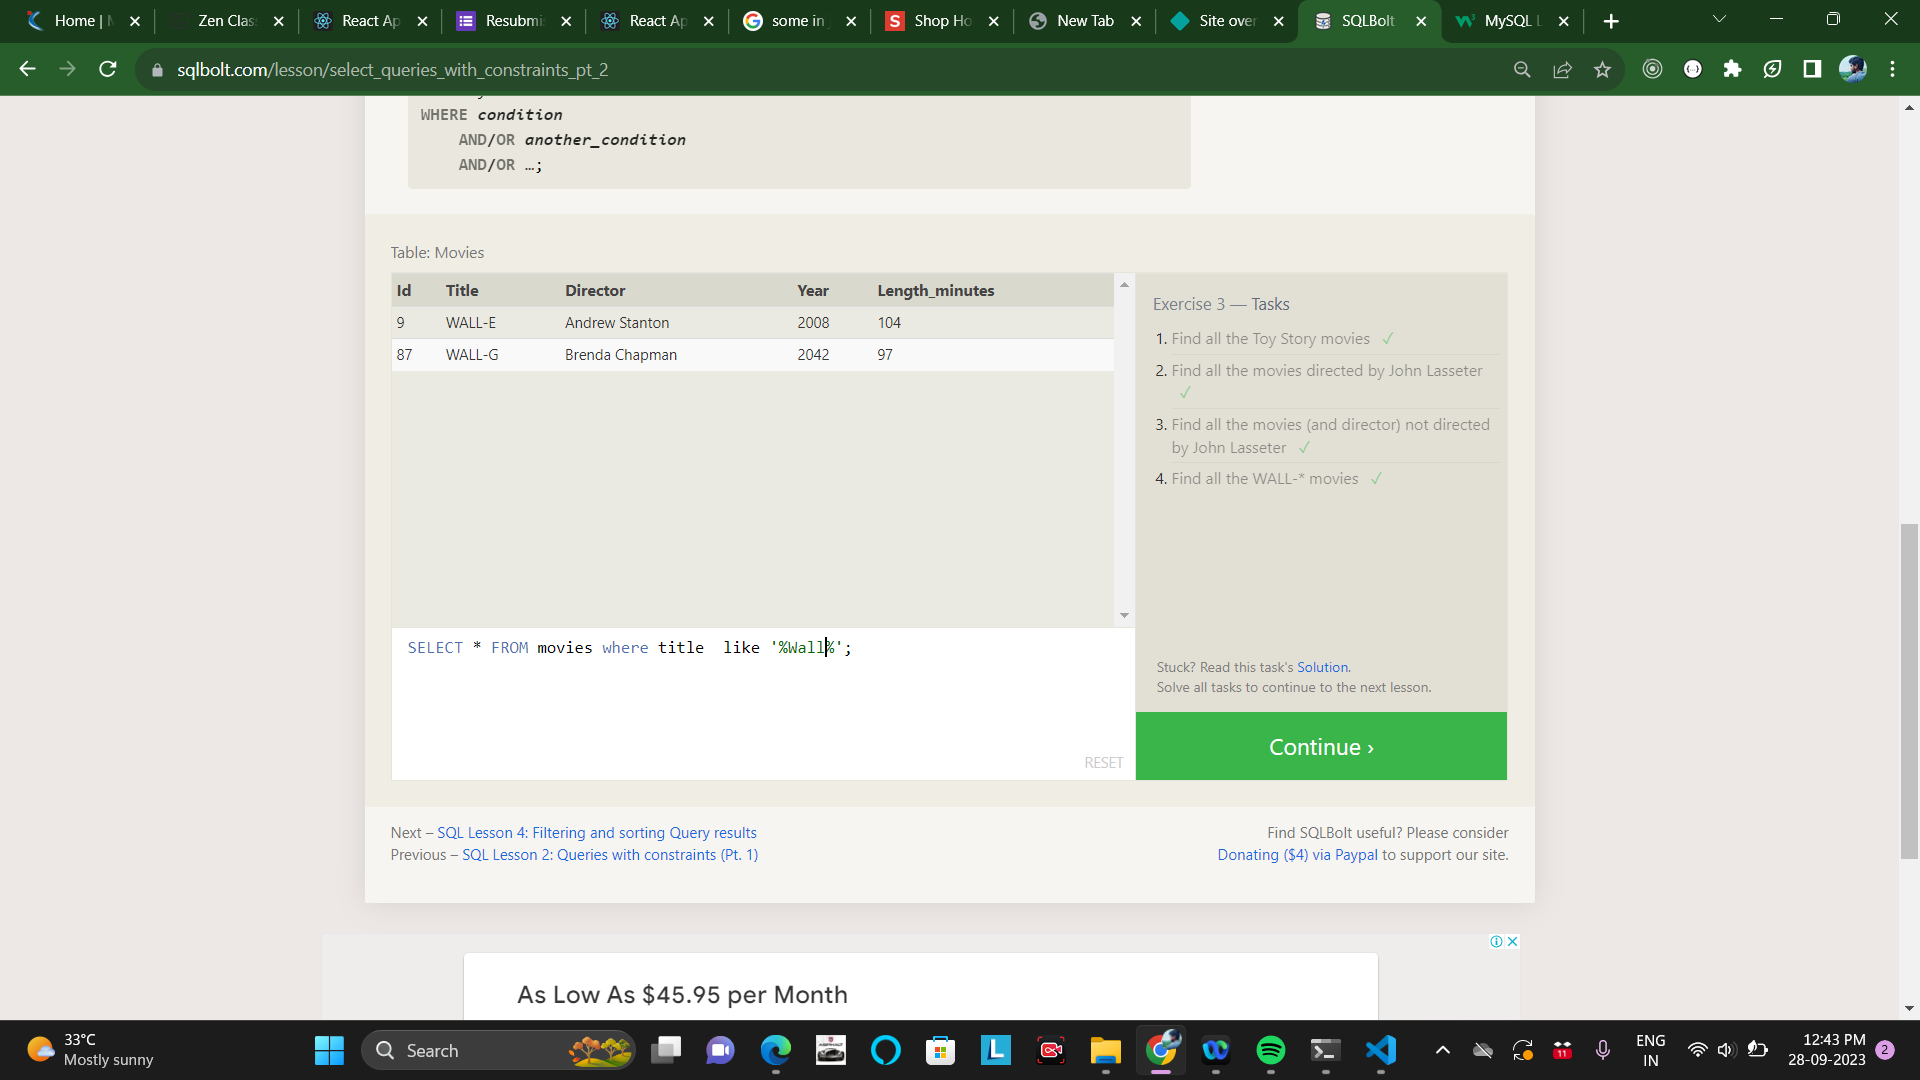 Home | M
Zen Clas
React Ap
Resubmi
React Ap
some in j
Shop Ho
New Tab
Site over
SQLBolt
MySQL L
sqlbolt.com/lesson/select_queries_with_constraints_pt_2
WHERE condition
AND/OR another_condition
AND/OR …;
Table: Movies
Id Title Director Year Length_minutes
9 WALL-E Andrew Stanton 2008 104
87 WALL-G Brenda Chapman 2042 97
Exercise 3 — Tasks
1. Find all the Toy Story movies ✓
2. Find all the movies directed by John Lasseter
✓
3. Find all the movies (and director) not directed
by John Lasseter ✓
4. Find all the WALL-* movies ✓
SELECT * FROM movies where title  like '%Wall%';
RESET
Stuck? Read this task's Solution.
Solve all tasks to continue to the next lesson.
Continue ›
Next – SQL Lesson 4: Filtering and sorting Query results
Previous – SQL Lesson 2: Queries with constraints (Pt. 1)
Find SQLBolt useful? Please consider
Donating ($4) via Paypal to support our site.
As Low As $45.95 per Month
33°C
Mostly sunny
Search
11
ENG
IN
12:43 PM
28-09-2023
2